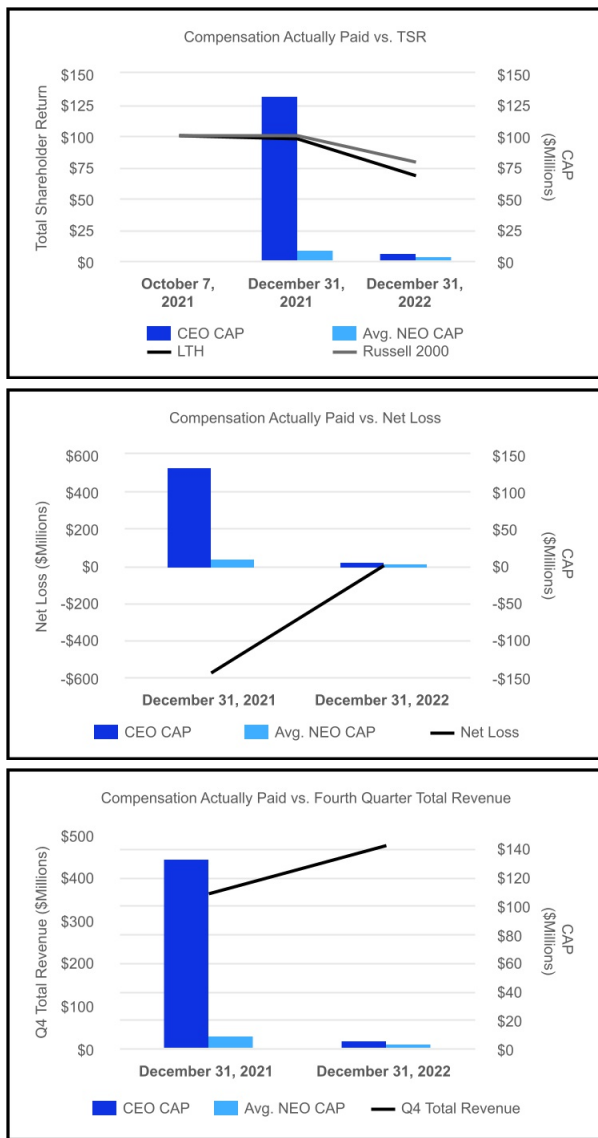 Compensation Actually Paid vs. TSR
Total Shareholder Return
$150
$125
$100
$75
$50
$25
$0
$150
$125
$100
$75
$50
$25
$0
CAP
($Millions)
October 7,
2021
December 31,
2021
December 31,
2022
CEO CAP
Avg. NEO CAP
LTH
Russell 2000
Compensation Actually Paid vs. Net Loss
Net Loss ($Millions)
$600
$400
$200
$0
-$200
-$400
-$600
$150
$100
$50
$0
-$50
-$100
-$150
CAP
($Millions)
December 31, 2021
December 31, 2022
CEO CAP
Avg. NEO CAP
Net Loss
Compensation Actually Paid vs. Fourth Quarter Total Revenue
Q4 Total Revenue ($Millions)
$500
$400
$300
$200
$100
$0
$140
$120
$100
$80
$60
$40
$20
$0
CAP
($Millions)
December 31, 2021
December 31, 2022
CEO CAP
Avg. NEO CAP
Q4 Total Revenue